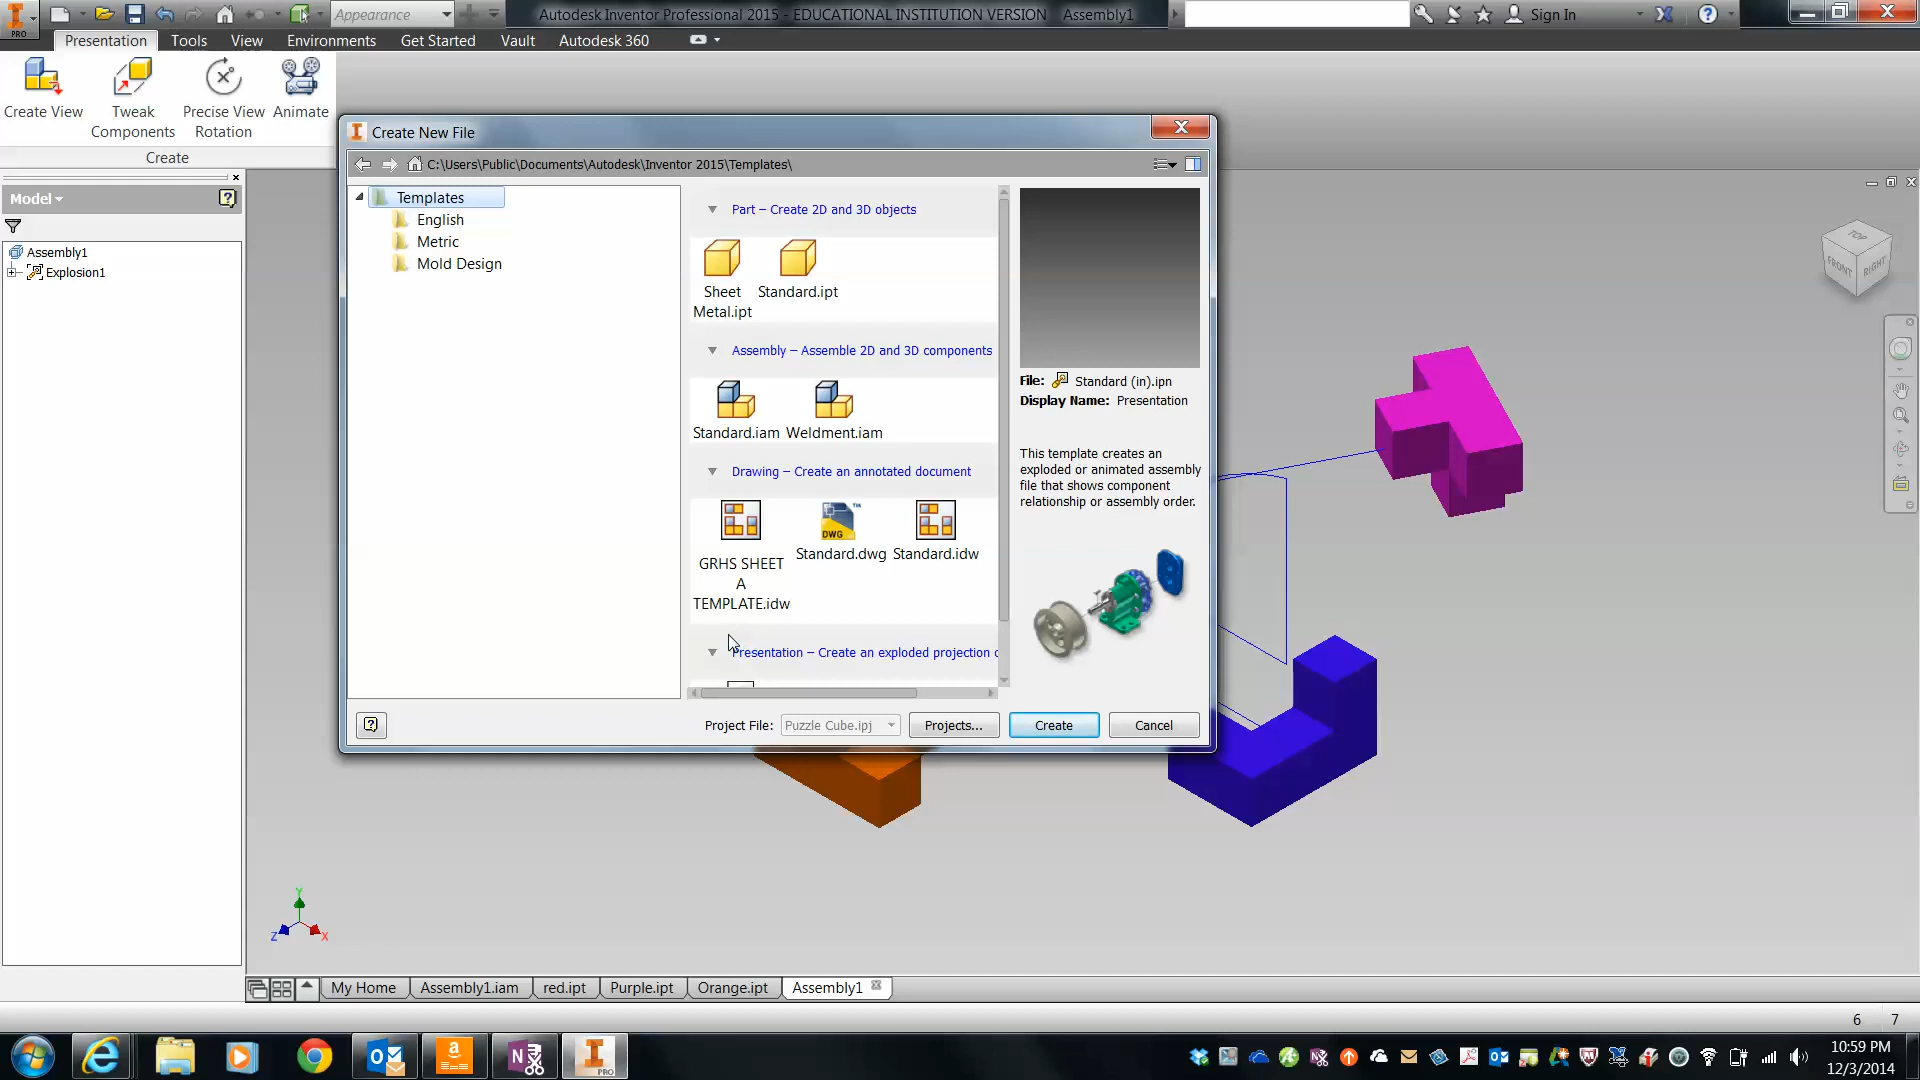 Appearance
Autodesk Inventor Professional 2015 - EDUCATIONAL INSTITUTION VERSION   Assembly1
Sign In
PRO
Presentation
Tools
View
Environments
Get Started
Vault
Autodesk 360
Create View
Tweak Components
Precise View Rotation
Animate
Create
Model
Assembly1
Explosion1
Create New File
C:\Users\Public\Documents\Autodesk\Inventor 2015\Templates\
Templates
English
Metric
Mold Design
Part – Create 2D and 3D objects
Sheet Metal.ipt
Standard.ipt
Assembly – Assemble 2D and 3D components
Standard.iam
Weldment.iam
Drawing – Create an annotated document
DWG
GRHS SHEET
A
TEMPLATE.idw
Standard.dwg
Standard.idw
Presentation – Create an exploded projection
File: Standard (in).ipn
Display Name: Presentation
This template creates an
exploded or animated assembly
file that shows component
relationship or assembly order.
Project File: Puzzle Cube.ipj
Projects...
Create
Cancel
TOP
FRONT
RIGHT
Y
Z
X
My Home
Assembly1.iam
red.ipt
Purple.ipt
Orange.ipt
Assembly1
6 7
PRO
10:59 PM
12/3/2014